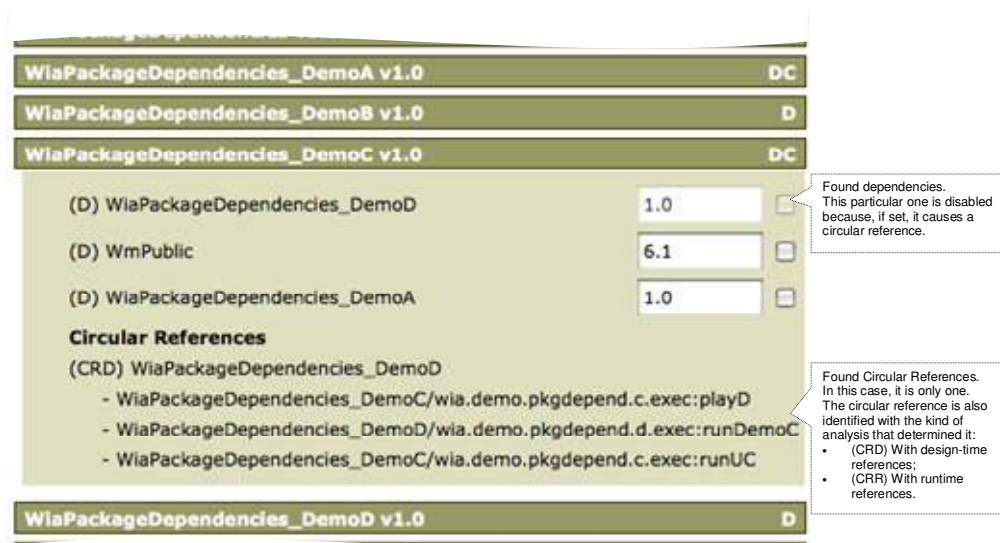 WiaPackageDependencies_DemoA v1.0 DC
WiaPackageDependencies_DemoB v1.0 D
WiaPackageDependencies_DemoC v1.0 DC
(D) WiaPackageDependencies_DemoD 1.0
(D) WmPublic 6.1
(D) WiaPackageDependencies_DemoA 1.0
Circular References
(CRD) WiaPackageDependencies_DemoD
- WiaPackageDependencies_DemoC/wia.demo.pkgdepend.c.exec:playD
- WiaPackageDependencies_DemoD/wia.demo.pkgdepend.d.exec:runDemoC
- WiaPackageDependencies_DemoC/wia.demo.pkgdepend.c.exec:runUC
WiaPackageDependencies_DemoD v1.0 D
Found dependencies.
This particular one is disabled
because, if set, it causes a
circular reference.
Found Circular References.
In this case, it is only one.
The circular reference is also
identified with the kind of
analysis that determined it:
• (CRD) With design-time
references;
• (CRR) With runtime
references.